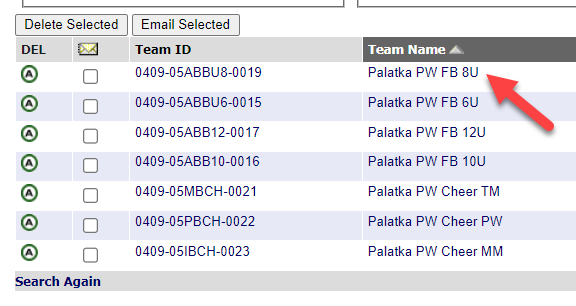 Delete Selected Email Selected
DEL Team ID Team Name
A 0409-05ABBU8-0019 Palatka PW FB 8U
A 0409-05ABBU6-0015 Palatka PW FB 6U
A 0409-05ABB12-0017 Palatka PW FB 12U
A 0409-05ABB10-0016 Palatka PW FB 10U
A 0409-05MBCH-0021 Palatka PW Cheer TM
A 0409-05PBCH-0022 Palatka PW Cheer PW
A 0409-05IBCH-0023 Palatka PW Cheer MM
Search Again